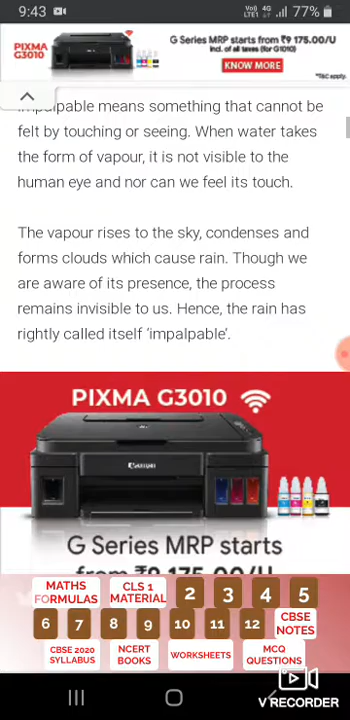 9:43
Vo)) 4G
LTE1
77%
PIXMA
G3010
G Series MRP starts from ₹9 175.00/U
Incl. of all taxes (for G1010)
KNOW MORE
*T&C apply.
means something that cannot be
felt by touching or seeing. When water takes
the form of vapour, it is not visible to the
human eye and nor can we feel its touch.
The vapour rises to the sky, condenses and
forms clouds which cause rain. Though we
are aware of its presence, the process
remains invisible to us. Hence, the rain has
rightly called itself ‘impalpable’.
PIXMA G3010
Canon
G Series MRP starts
MATHS
FORMULAS
CLS 1
MATERIAL
2 3 4 5
6 7 8 9 10 11 12
CBSE
NOTES
CBSE 2020
SYLLABUS
NCERT
BOOKS
WORKSHEETS
MCQ
QUESTIONS
V RECORDER